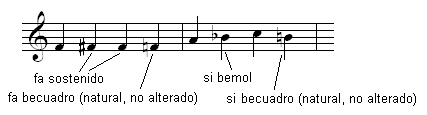 fa sostenido
si bemol
fa becuadro (natural, no alterado)
si becuadro (natural, no alterado)